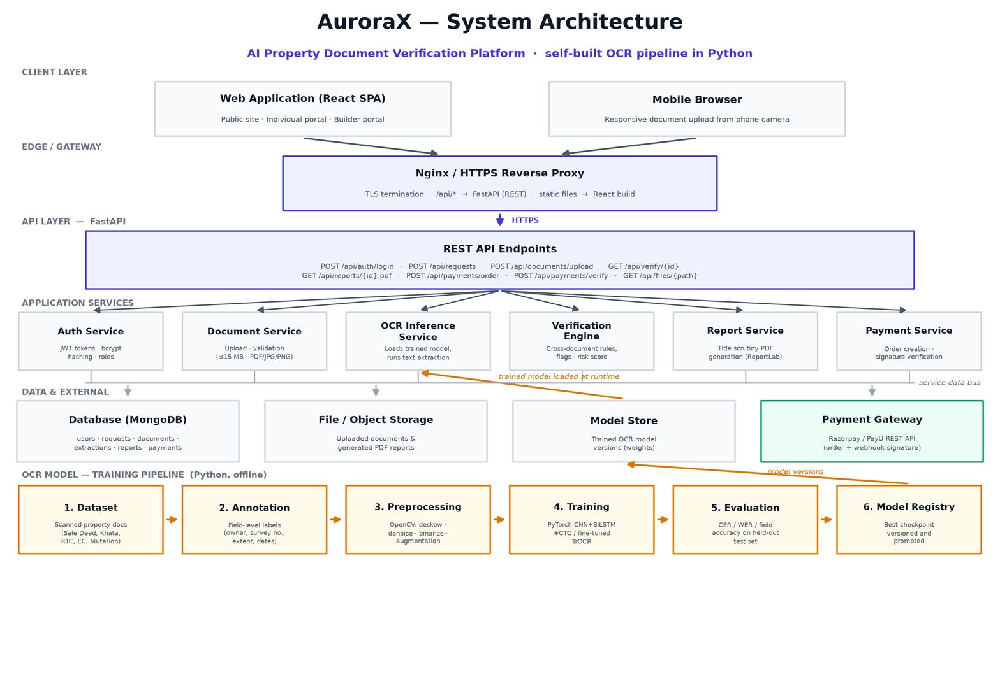 AuroraX — System Architecture
AI Property Document Verification Platform · self-built OCR pipeline in Python
CLIENT LAYER
Web Application (React SPA)
Public site · Individual portal · Builder portal
Mobile Browser
Responsive document upload from phone camera
EDGE / GATEWAY
Nginx / HTTPS Reverse Proxy
TLS termination · /api/* → FastAPI (REST) · static files → React build
HTTPS
API LAYER — FastAPI
REST API Endpoints
POST /api/auth/login · POST /api/requests · POST /api/documents/upload · GET /api/verify/{id}
GET /api/reports/{id}.pdf · POST /api/payments/order · POST /api/payments/verify · GET /api/files/{path}
APPLICATION SERVICES
Auth Service
JWT tokens · bcrypt
hashing · roles
Document Service
Upload · validation
(≤15 MB · PDF/JPG/PNG)
OCR Inference
Service
Loads trained model,
runs text extraction
Verification
Engine
Cross-document rules,
flags · risk score
Report Service
Title scrutiny PDF
generation (ReportLab)
Payment Service
Order creation ·
signature verification
trained model loaded at runtime
service data bus
DATA & EXTERNAL
Database (MongoDB)
users · requests · documents ·
extractions · reports · payments
File / Object Storage
Uploaded documents &
generated PDF reports
Model Store
Trained OCR model
versions (weights)
Payment Gateway
Razorpay / PayU REST API
(order + webhook signature)
model versions
OCR MODEL — TRAINING PIPELINE (Python, offline)
1. Dataset
Scanned property docs
(Sale Deed, Khata,
RTC, EC, Mutation)
2. Annotation
Field-level labels
(owner, survey no.,
extent, dates)
3. Preprocessing
OpenCV: deskew ·
denoise · binarize ·
augmentation
4. Training
PyTorch CNN+BiLSTM
+CTC / fine-tuned
TrOCR
5. Evaluation
CER / WER / field
accuracy on held-out
test set
6. Model Registry
Best checkpoint
versioned and
promoted